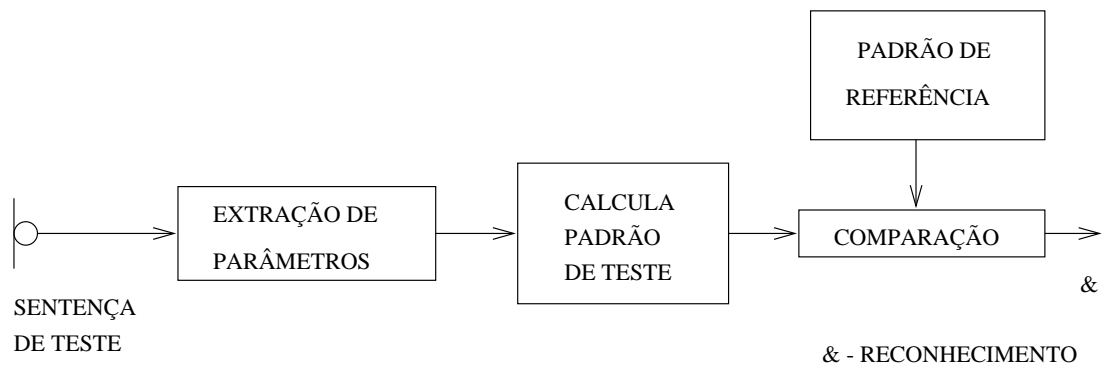 PADRÃO DE
REFERÊNCIA
EXTRAÇÃO DE
PARÂMETROS
CALCULA
PADRÃO
DE TESTE
COMPARAÇÃO
SENTENÇA
DE TESTE
&
& - RECONHECIMENTO